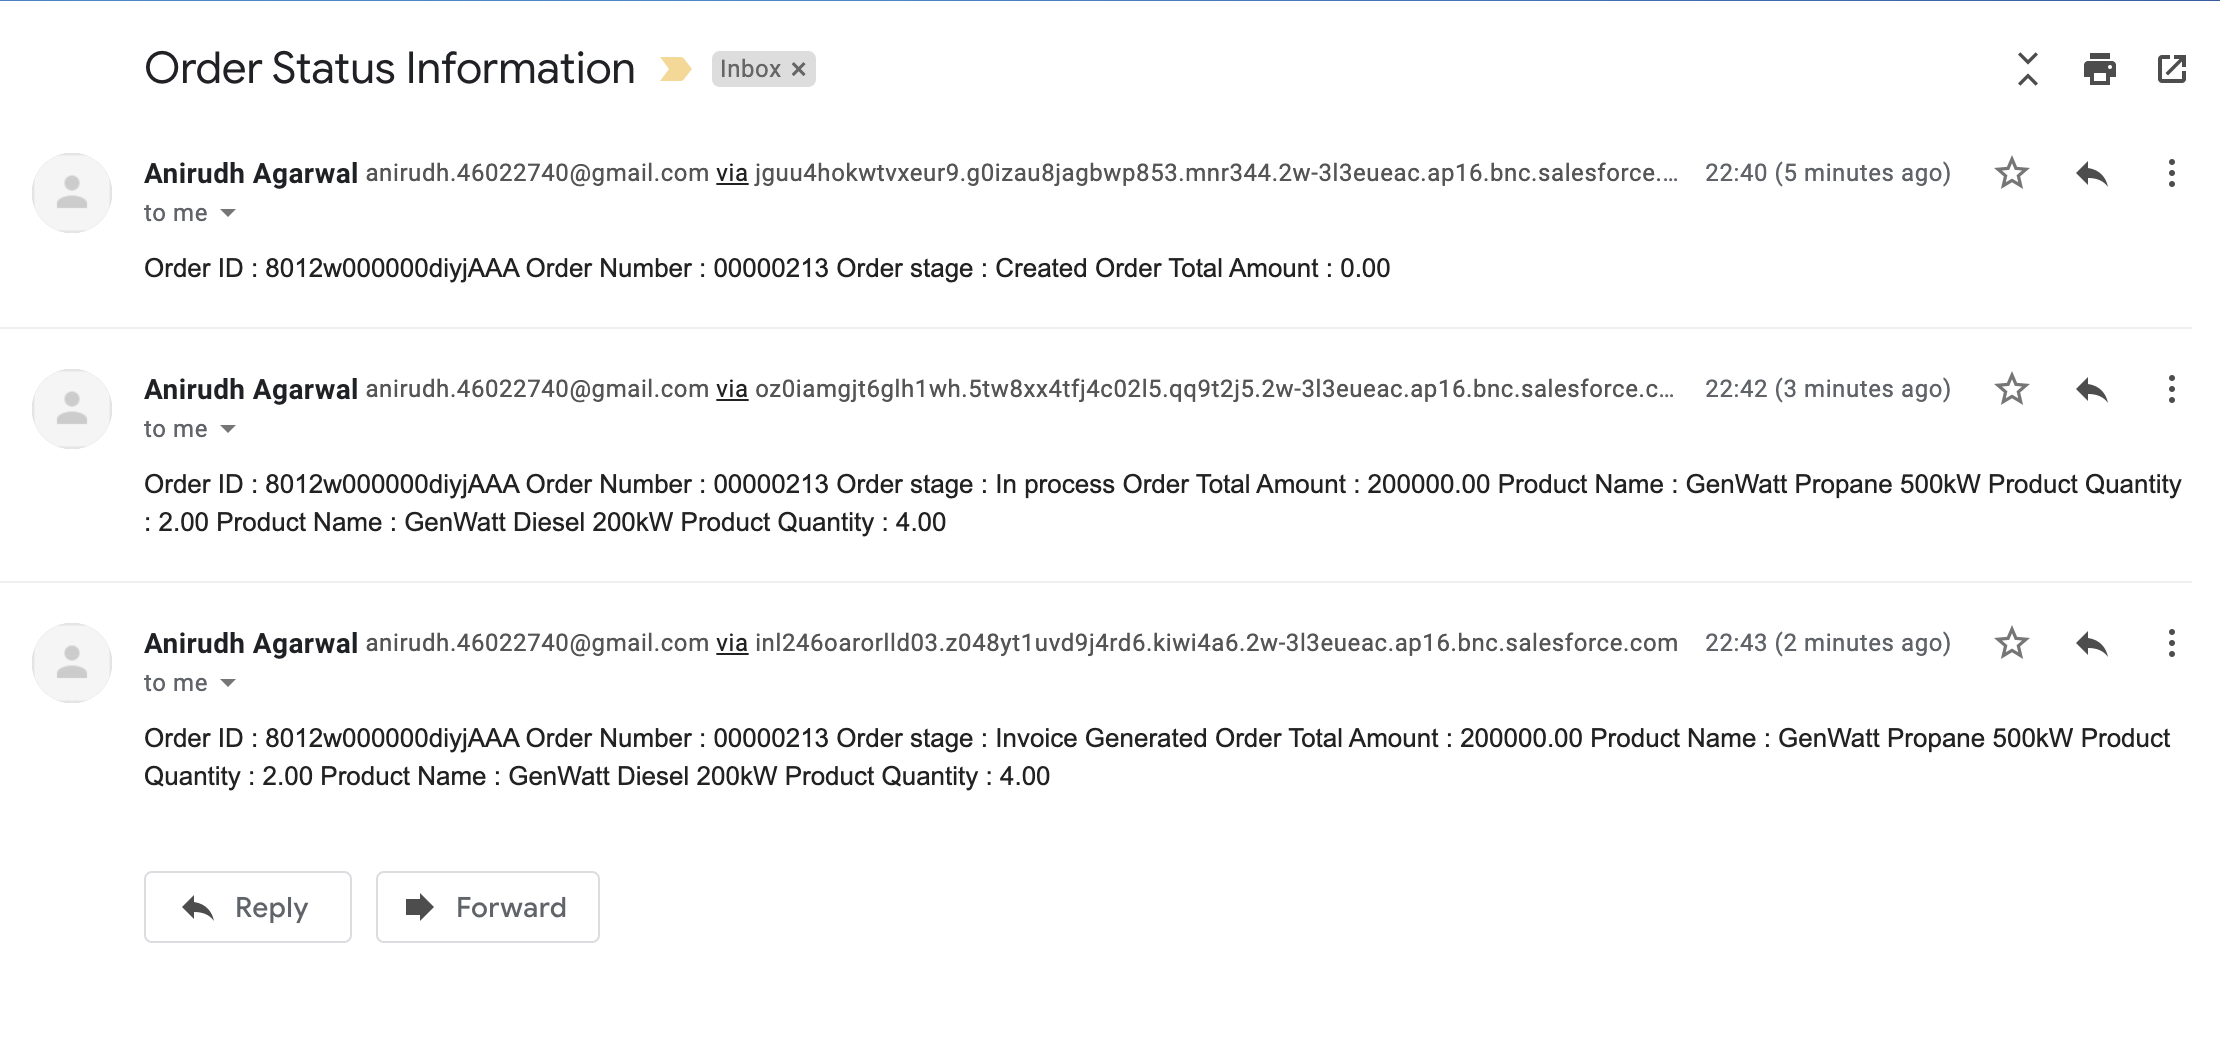 Order Status Information Inbox ×
Anirudh Agarwal anirudh.46022740@gmail.com via jguu4hokwtvxeur9.g0izau8jagbwp853.mnr344.2w-3l3eueac.ap16.bnc.salesforce.... 22:40 (5 minutes ago)
to me
Order ID : 8012w000000diyjAAA Order Number : 00000213 Order stage : Created Order Total Amount : 0.00
Anirudh Agarwal anirudh.46022740@gmail.com via oz0iamgjt6glh1wh.5tw8xx4tfj4c02l5.qq9t2j5.2w-3l3eueac.ap16.bnc.salesforce.c... 22:42 (3 minutes ago)
to me
Order ID : 8012w000000diyjAAA Order Number : 00000213 Order stage : In process Order Total Amount : 200000.00 Product Name : GenWatt Propane 500kW Product Quantity
: 2.00 Product Name : GenWatt Diesel 200kW Product Quantity : 4.00
Anirudh Agarwal anirudh.46022740@gmail.com via inl246oarorlld03.z048yt1uvd9j4rd6.kiwi4a6.2w-3l3eueac.ap16.bnc.salesforce.com 22:43 (2 minutes ago)
to me
Order ID : 8012w000000diyjAAA Order Number : 00000213 Order stage : Invoice Generated Order Total Amount : 200000.00 Product Name : GenWatt Propane 500kW Product
Quantity : 2.00 Product Name : GenWatt Diesel 200kW Product Quantity : 4.00
Reply Forward